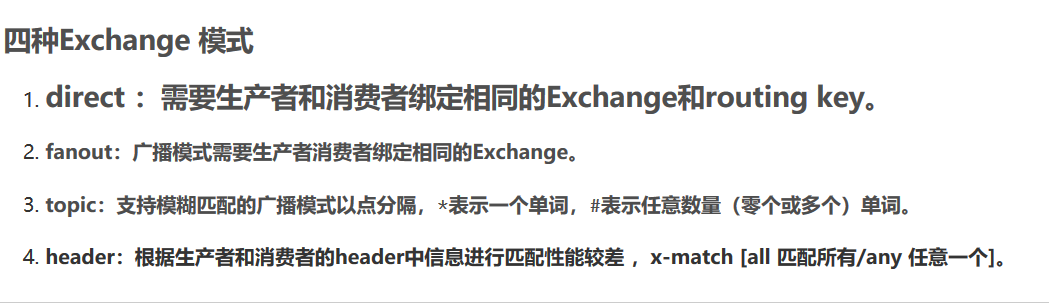 四种Exchange 模式
1. direct ：需要生产者和消费者绑定相同的Exchange和routing key。
2. fanout：广播模式需要生产者消费者绑定相同的Exchange。
3. topic：支持模糊匹配的广播模式以点分隔，*表示一个单词，#表示任意数量（零个或多个）单词。
4. header：根据生产者和消费者的header中信息进行匹配性能较差 ，x-match [all 匹配所有/any 任意一个]。